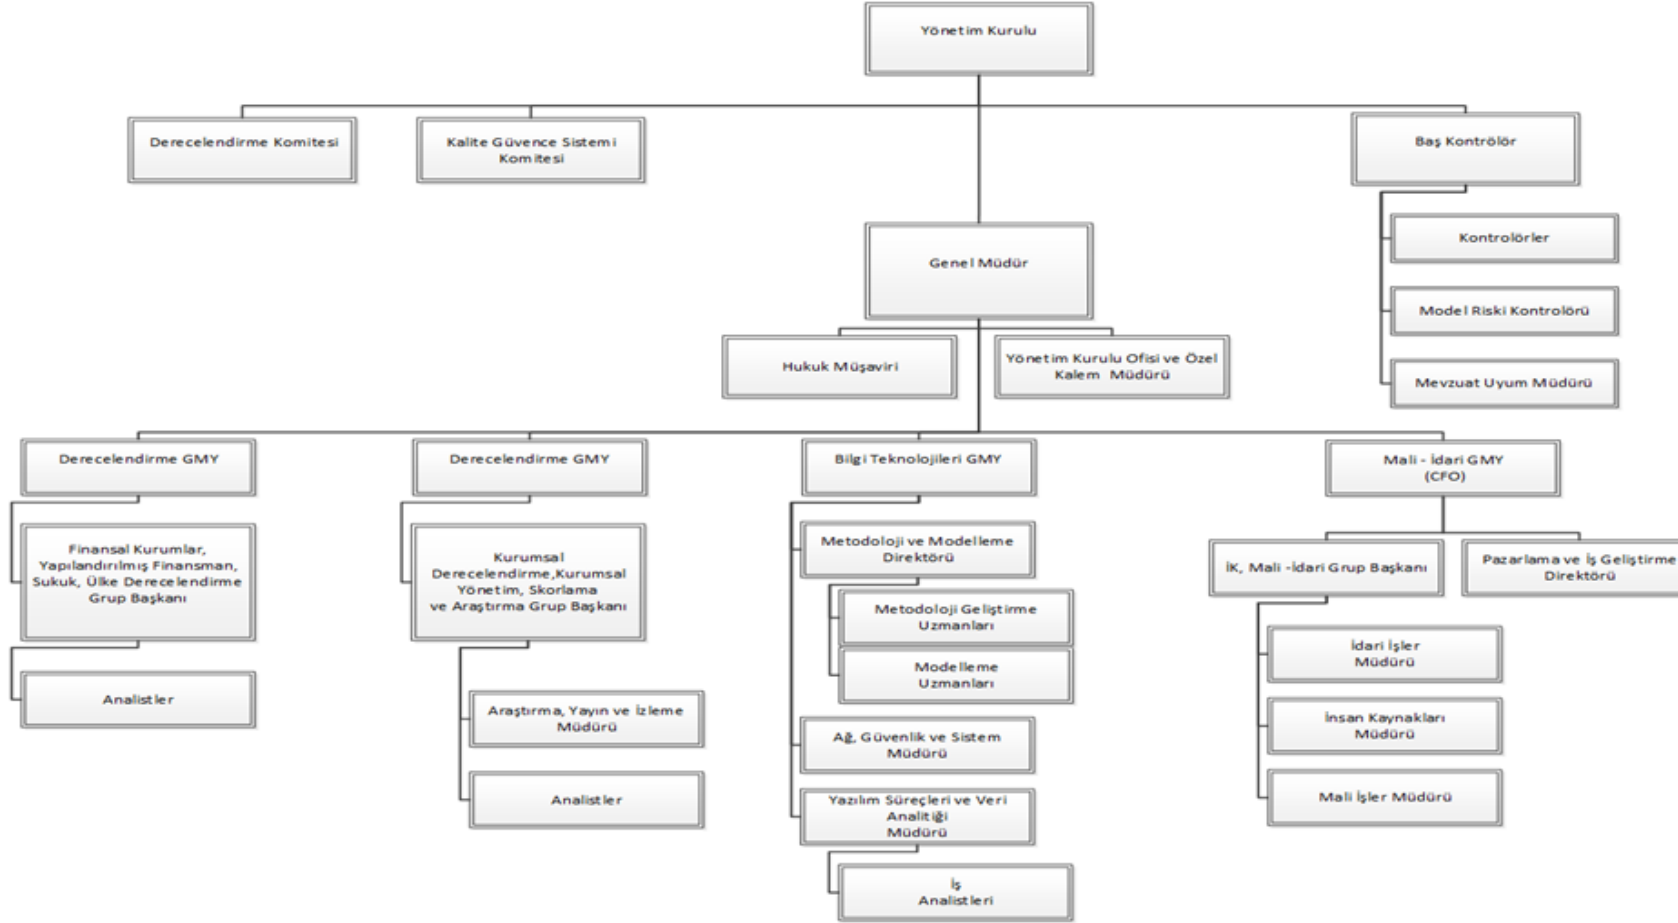 Yönetim Kurulu
Derecelendirme Komitesi
Kalite Güvence Sistemi
Komitesi
Baş Kontrölör
Kontrolörler
Model Riski Kontrolörü
Mevzuat Uyum Müdürü
Genel Müdür
Hukuk Müşaviri
Yönetim Kurulu Ofisi ve Özel
Kalem Müdürü
Derecelendirme GMY
Finansal Kurumlar,
Yapılandırılmış Finansman,
Sukuk, Ülke Derecelendirme
Grup Başkanı
Analistler
Derecelendirme GMY
Kurumsal
Derecelendirme,Kurumsal
Yönetim, Skorlama
ve Araştırma Grup Başkanı
Araştırma, Yayın ve İzleme
Müdürü
Analistler
Bilgi Teknolojileri GMY
Metodoloji ve Modelleme
Direktörü
Metodoloji Geliştirme
Uzmanları
Modelleme
Uzmanları
Ağ, Güvenlik ve Sistem
Müdürü
Yazılım Süreçleri ve Veri
Analitiği
Müdürü
İş
Analistleri
Mali - İdari GMY
(CFO)
İK, Mali -İdari Grup Başkanı
İdari İşler
Müdürü
İnsan Kaynakları
Müdürü
Mali İşler Müdürü
Pazarlama ve İş Geliştirme
Direktörü